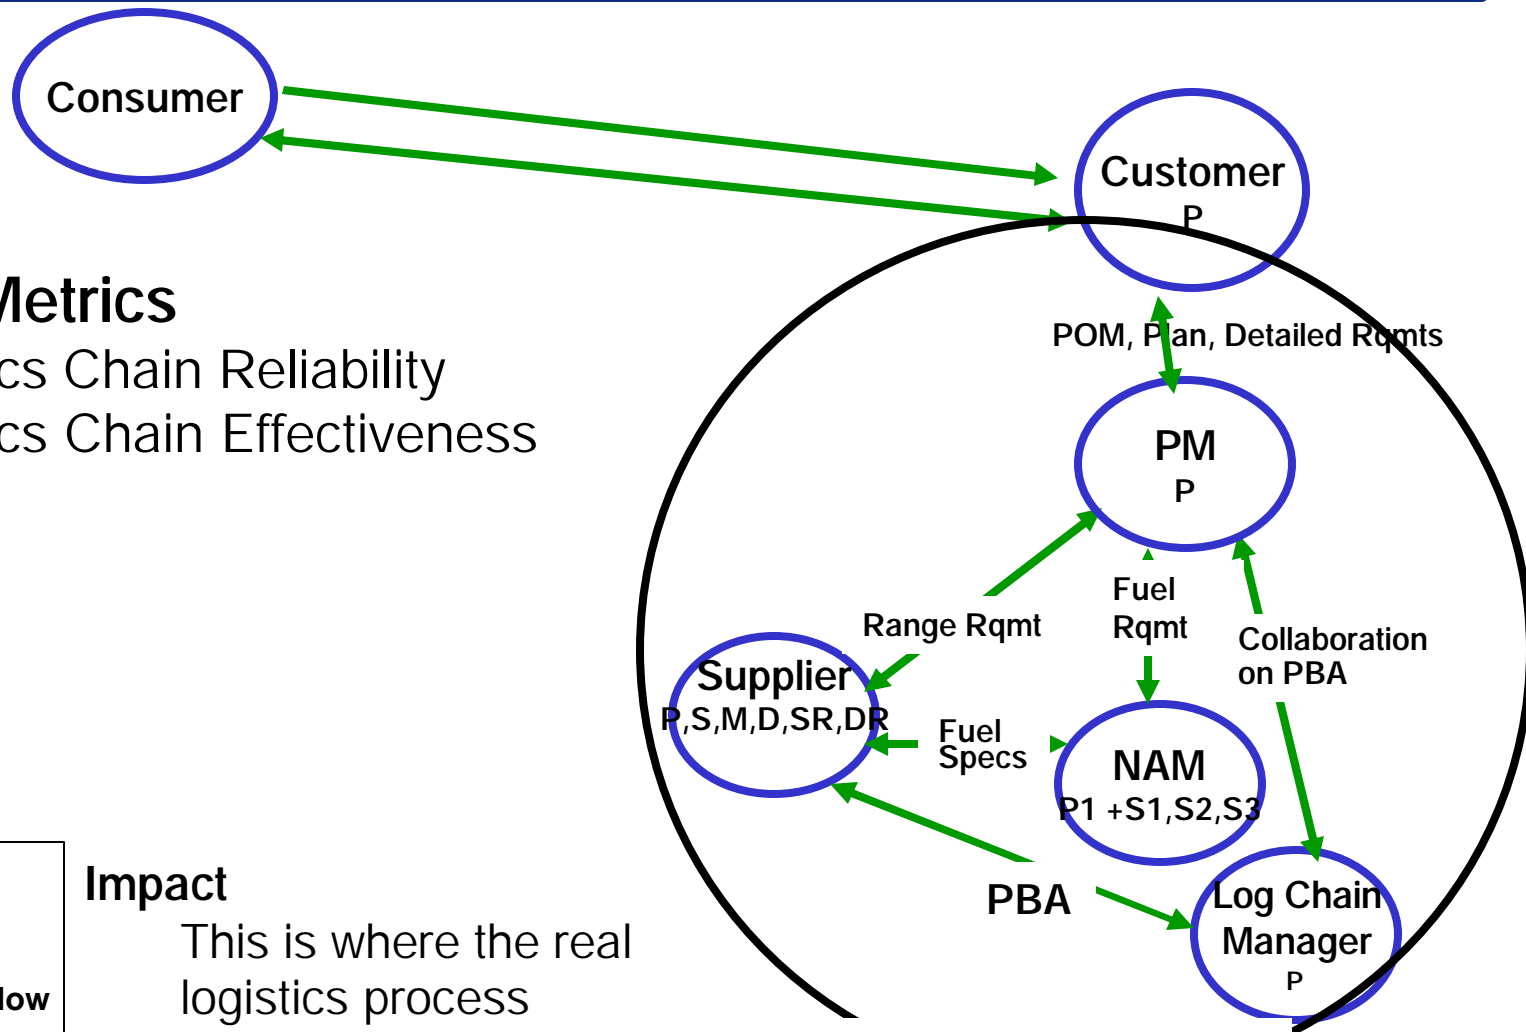 Consumer
Customer
P
Metrics
cs Chain Reliability
cs Chain Effectiveness
POM, Plan, Detailed Rqmts
PM
P
Fuel
Rqmt
Range Rqmt
Collaboration
on PBA
Supplier
P,S,M,D,SR,DR
Fuel
Specs
NAM
P1 +S1,S2,S3
PBA
Log Chain
Manager
P
Impact
This is where the real
logistics process
low